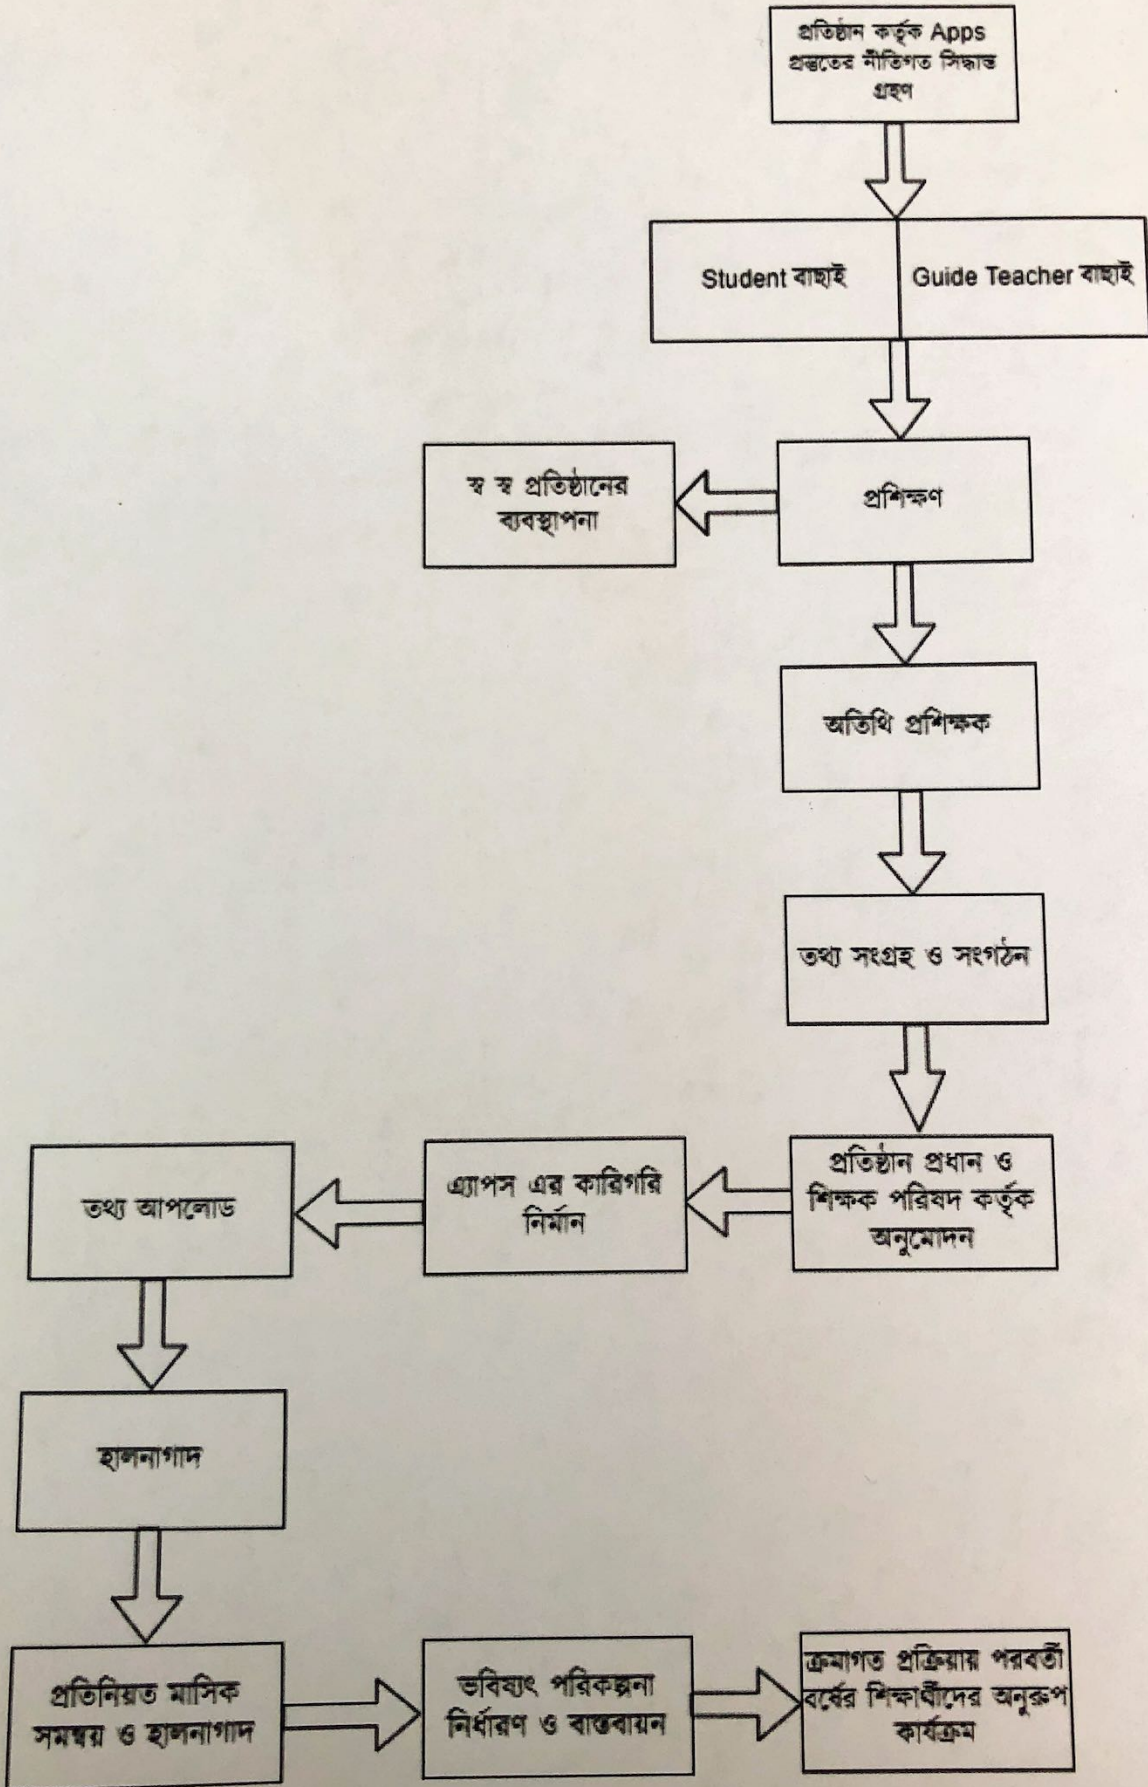 প্রতিষ্ঠান কর্তৃক Apps
প্রস্তুতের নীতিগত সিদ্ধান্ত
গ্রহণ
Student বাছাই
Guide Teacher বাছাই
স্ব স্ব প্রতিষ্ঠানের
ব্যবস্থাপনা
প্রশিক্ষণ
অতিথি প্রশিক্ষক
তথ্য সংগ্রহ ও সংগঠন
প্রতিষ্ঠান প্রধান ও
শিক্ষক পরিষদ কর্তৃক
অনুমোদন
এ্যাপস এর কারিগরি
নির্মান
তথ্য আপলোড
হালনাগাদ
প্রতিনিয়ত মাসিক
সমন্বয় ও হালনাগাদ
ভবিষ্যৎ পরিকল্পনা
নির্ধারণ ও বাস্তবায়ন
ক্রমাগত প্রক্রিয়ায় পরবর্তী
বর্ষের শিক্ষার্থীদের অনুরুপ
কার্যক্রম